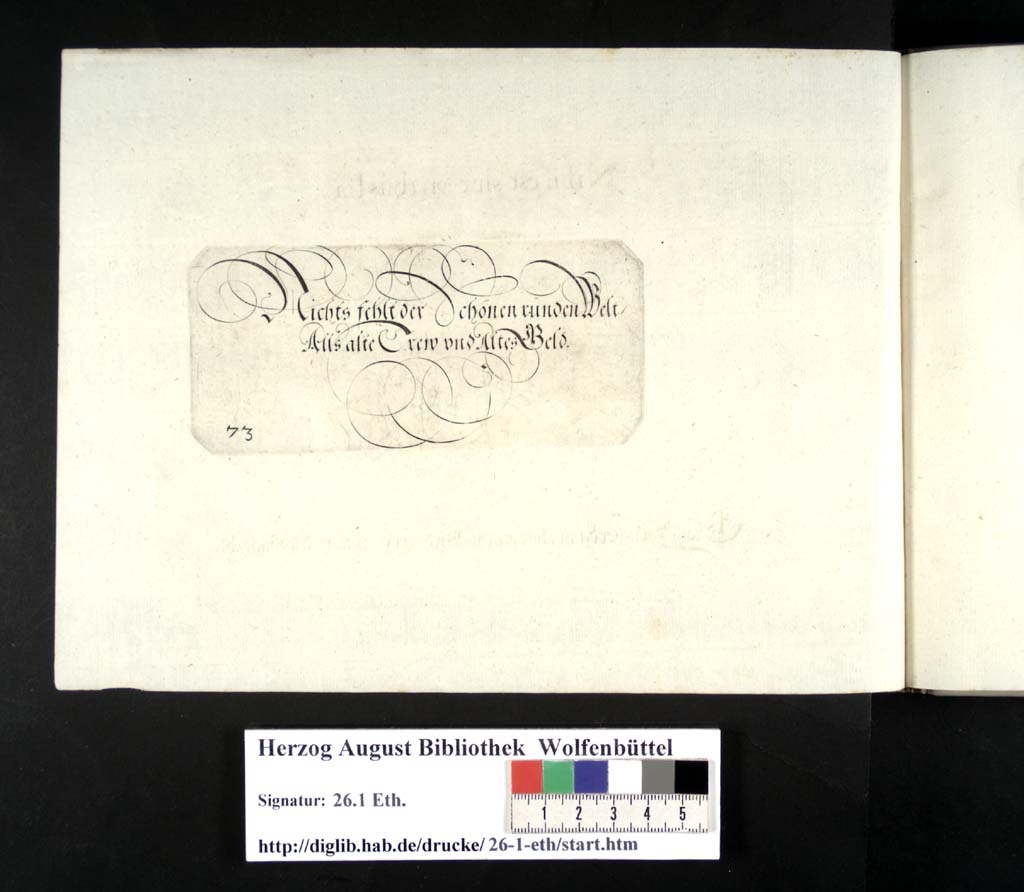 Nichts fehlt der Schönen runden Welt/
Alls alte Trew vnd Altes Geld.
73
Herzog August Bibliothek Wolfenbüttel
Signatur: 26.1 Eth.
1 2 3 4 5
http://diglib.hab.de/drucke/26-1-eth/start.htm